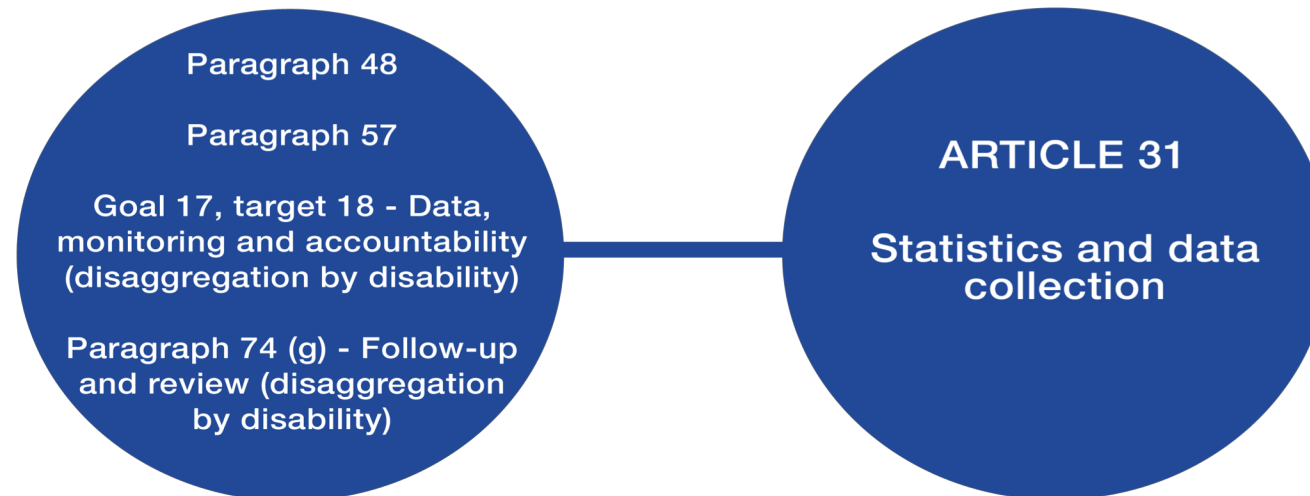 Paragraph 48
Paragraph 57
Goal 17, target 18 - Data,
monitoring and accountability
(disaggregation by disability)
Paragraph 74 (g) - Follow-up
and review (disaggregation
by disability)
ARTICLE 31
Statistics and data
collection